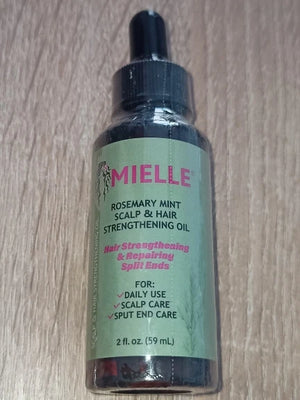 MIELLE
ROSEMARY MINT
SCALP & HAIR
STRENGTHENING OIL
Hair Strengthening
& Repairing
Split Ends
FOR:
DAILY USE
SCALP CARE
SPUT END CARE
2 fl. oz. (59 mL)